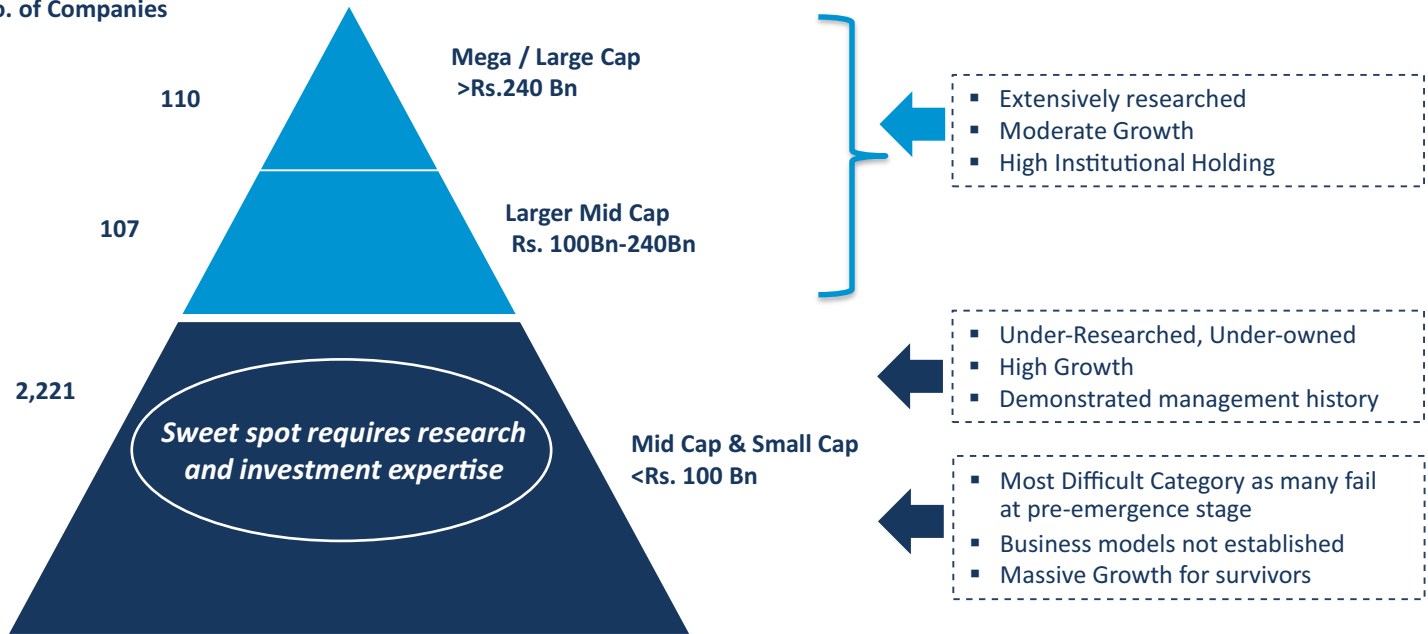 . of Companies
110
Mega / Large Cap
>Rs.240 Bn
▪ Extensively researched
▪ Moderate Growth
▪ High Institutional Holding
107
Larger Mid Cap
Rs. 100Bn-240Bn
2,221
Sweet spot requires research
and investment expertise
Mid Cap & Small Cap
<Rs. 100 Bn
▪ Under-Researched, Under-owned
▪ High Growth
▪ Demonstrated management history
▪ Most Difficult Category as many fail
at pre-emergence stage
▪ Business models not established
▪ Massive Growth for survivors